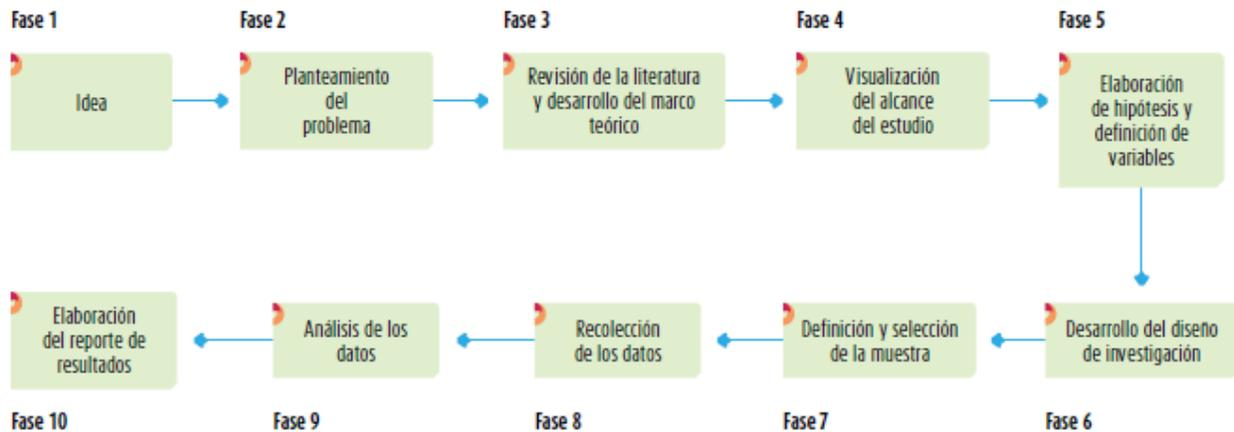 Fase 1
Idea
Fase 2
Planteamiento
del
problema
Fase 3
Revisión de la literatura
y desarrollo del marco
teórico
Fase 4
Visualización
del alcance
del estudio
Fase 5
Elaboración
de hipótesis y
definición de
variables
Desarrollo del diseño
de investigación
Fase 6
Definición y selección
de la muestra
Fase 7
Recolección
de los datos
Fase 8
Análisis de los
datos
Fase 9
Elaboración
del reporte de
resultados
Fase 10